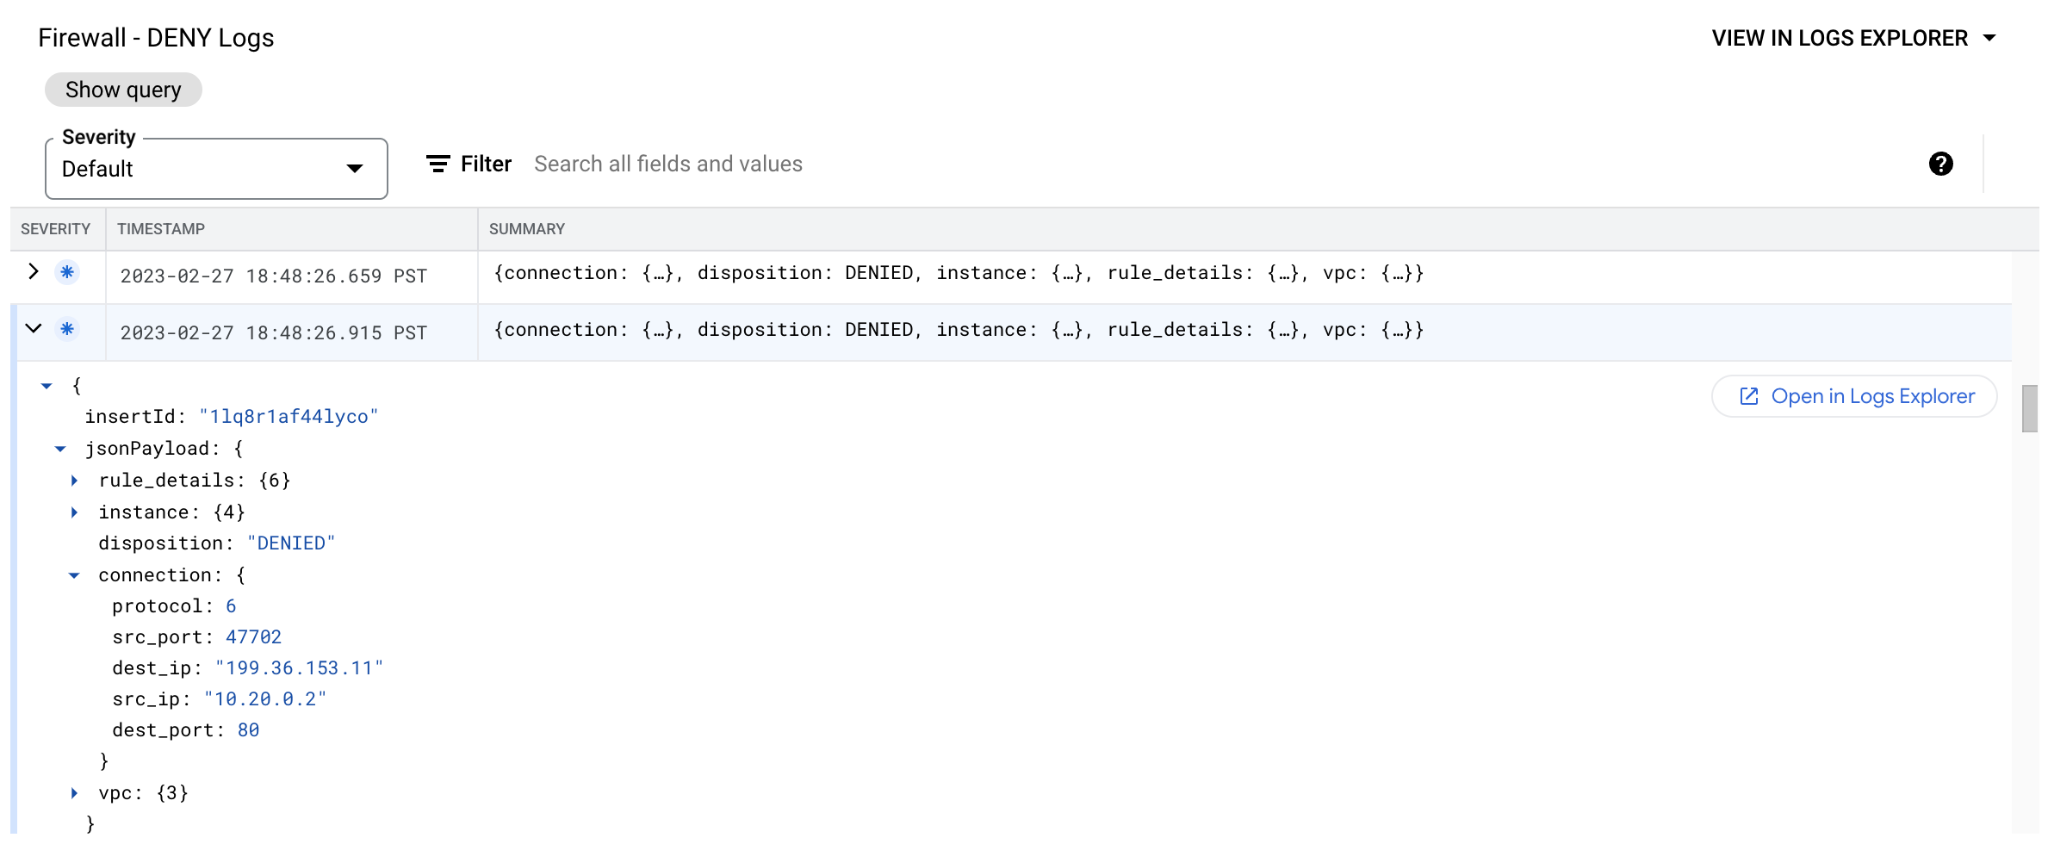 Firewall - DENY Logs
VIEW IN LOGS EXPLORER
Show query
Severity
Default
Filter Search all fields and values
?
SEVERITY TIMESTAMP SUMMARY
2023-02-27 18:48:26.659 PST {connection: {…}, disposition: DENIED, instance: {…}, rule_details: {…}, vpc: {…}}
2023-02-27 18:48:26.915 PST {connection: {…}, disposition: DENIED, instance: {…}, rule_details: {…}, vpc: {…}}
{
Open in Logs Explorer
insertId: "1lq8r1af44lyco"
jsonPayload: {
rule_details: {6}
instance: {4}
disposition: "DENIED"
connection: {
protocol: 6
src_port: 47702
dest_ip: "199.36.153.11"
src_ip: "10.20.0.2"
dest_port: 80
}
vpc: {3}
}